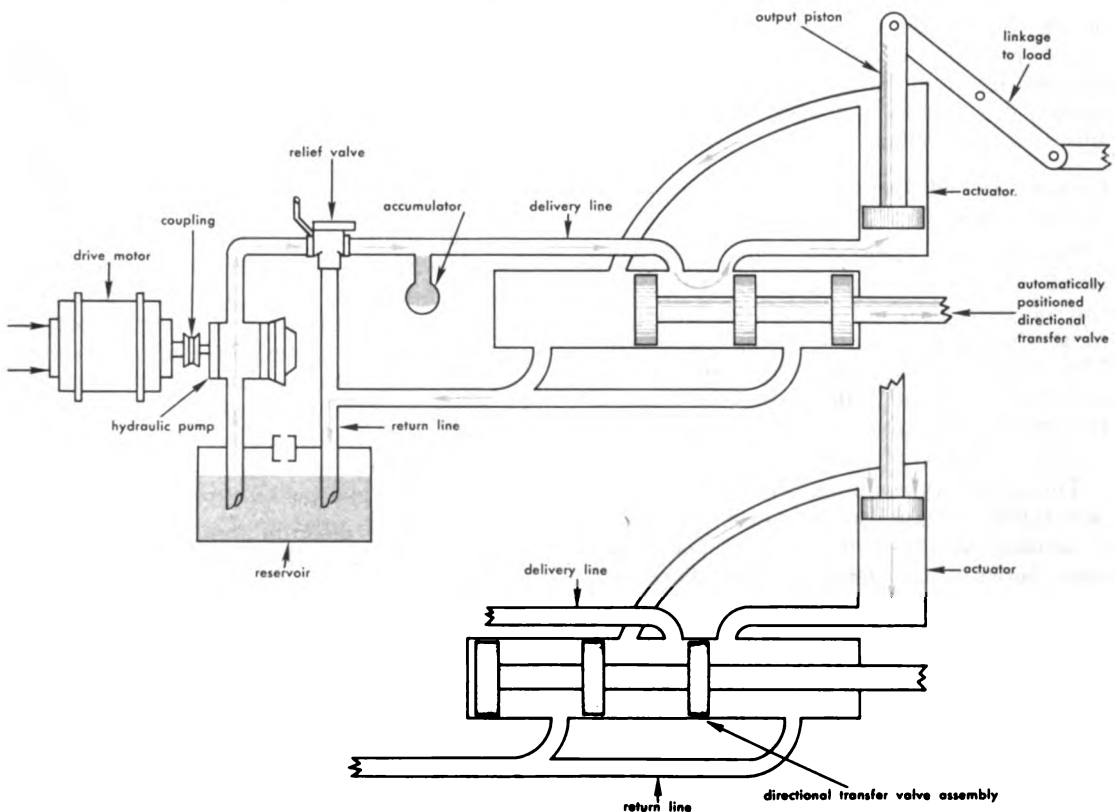 output piston
linkage
to load
relief valve
coupling
accumulator
delivery line
actuator.
drive motor
automatically
positioned
directional
transfer valve
hydraulic pump
return line
reservoir
delivery line
actuator
directional transfer valve assembly
return line